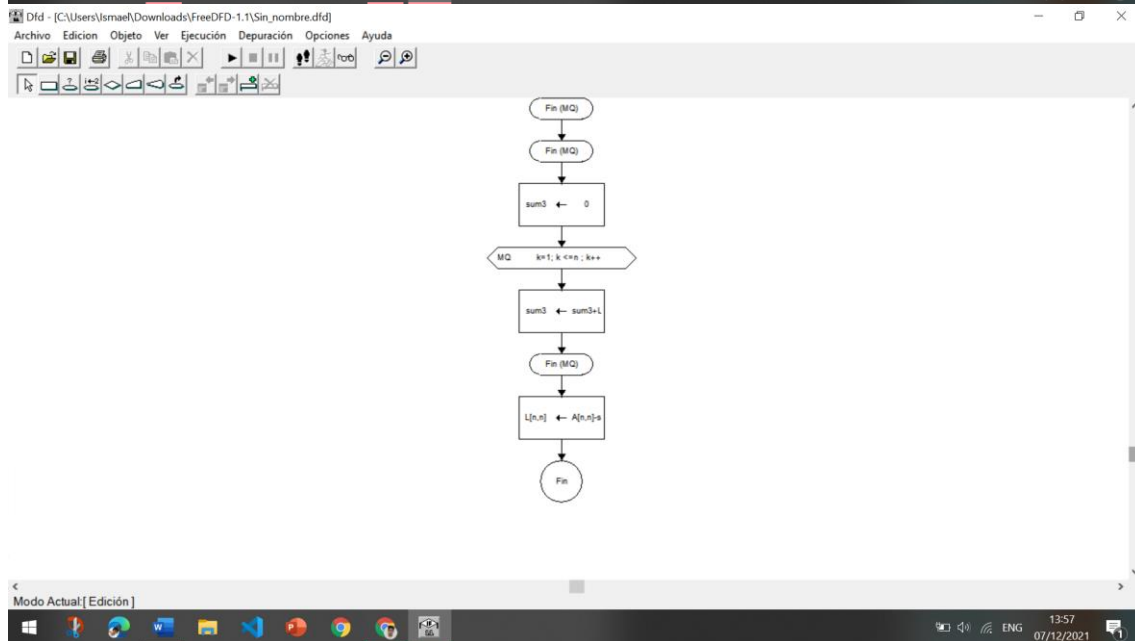 Dfd - [C:\Users\Ismael\Downloads\FreeDFD-1.1\Sin_nombre.dfd]
Archivo Edicion Objeto Ver Ejecución Depuración Opciones Ayuda
Fin (MQ)
Fin (MQ)
sum3 ← 0
MQ k=1; k <=n ; k++
sum3 ← sum3+L
Fin (MQ)
L[n,n] ← A[n,n]-s
Fin
Modo Actual:[ Edición ]
ENG
13:57
07/12/2021